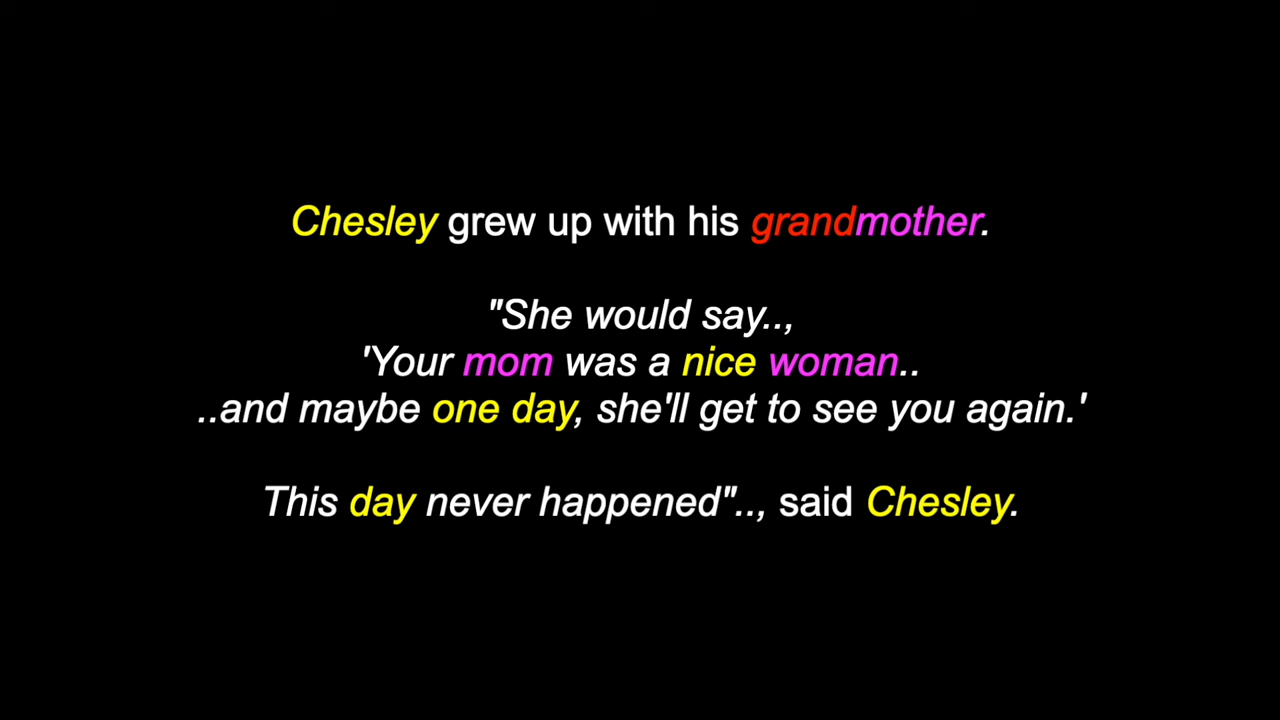 Chesley grew up with his grandmother.
"She would say..,
'Your mom was a nice woman..
..and maybe one day, she'll get to see you again.'
This day never happened".., said Chesley.